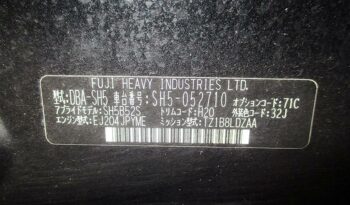 FUJI HEAVY INDUSTRIES LTD.
型式:DBA-SH5 車台番号:SH5-052710 オプションコード:71C
アプライドモデル:SH5B52S トリムコード:H20 外装色コード:32J
エンジン型式:EJ204JPYME ミッション型式:TZ1B8LDZAA